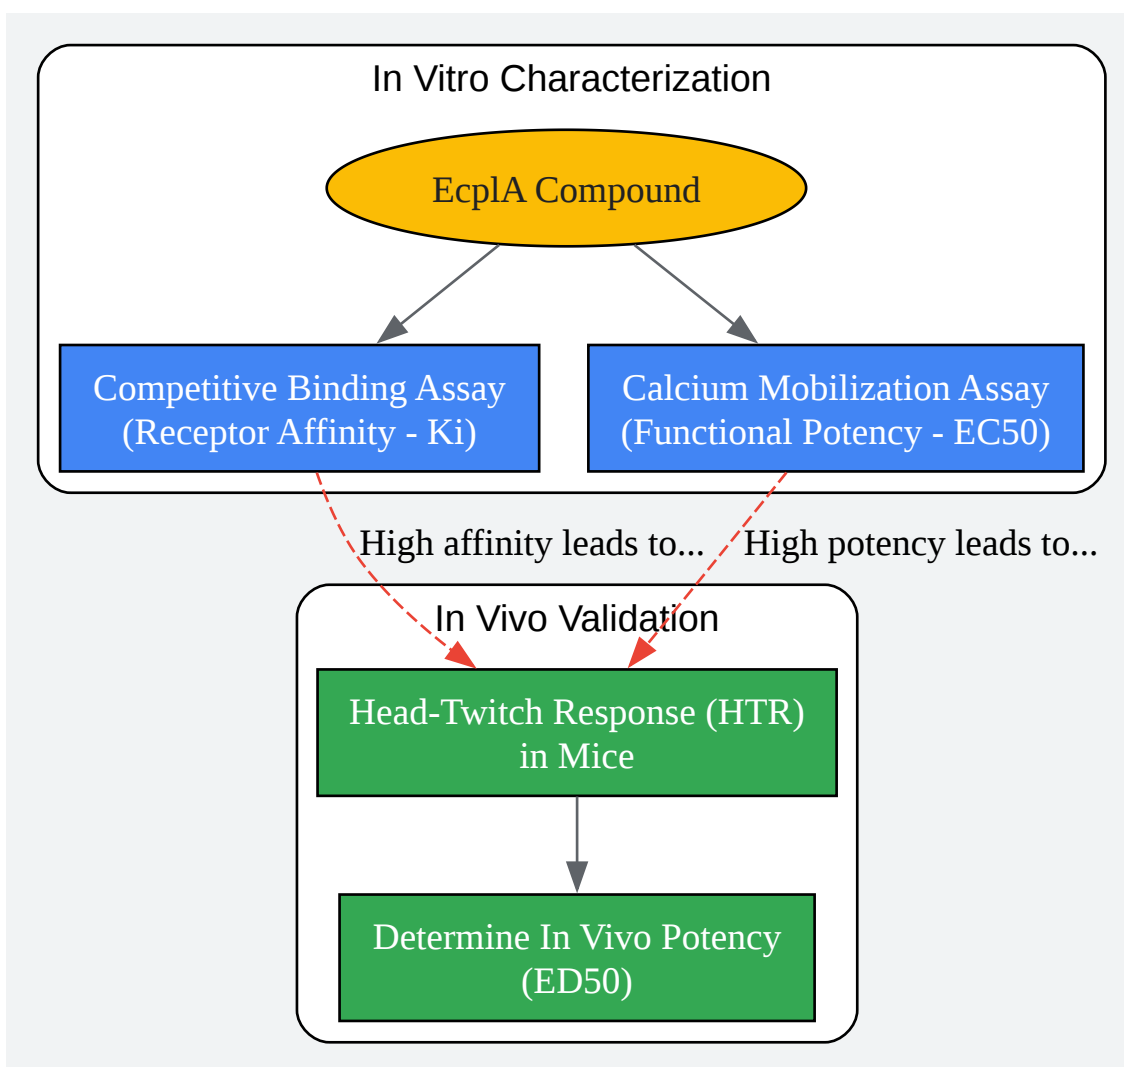 In Vitro Characterization
EcplA Compound
Competitive Binding Assay
(Receptor Affinity - Ki)
Calcium Mobilization Assay
(Functional Potency - EC50)
High affinity leads to...
High potency leads to...
In Vivo Validation
Head-Twitch Response (HTR)
in Mice
Determine In Vivo Potency
(ED50)